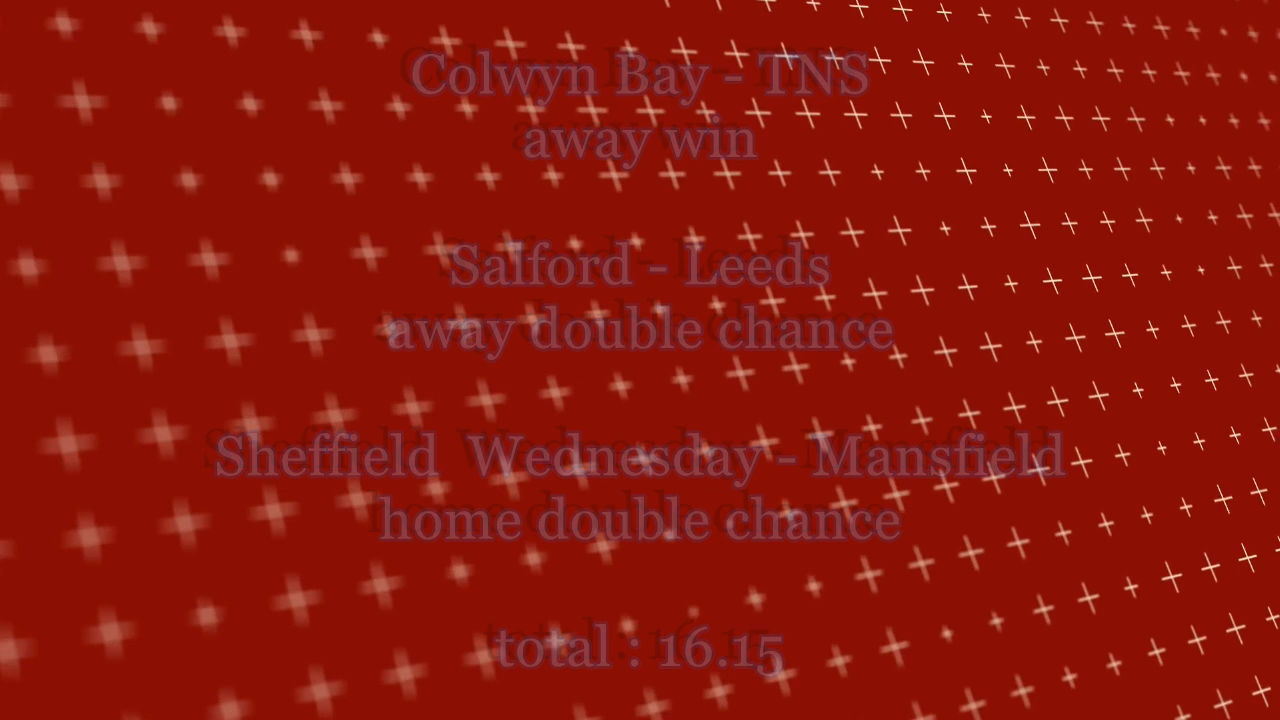 Colwyn Bay - TNS
away win
Salford - Leeds
away double chance
Sheffield Wednesday - Mansfield
home double chance
total : 16.15